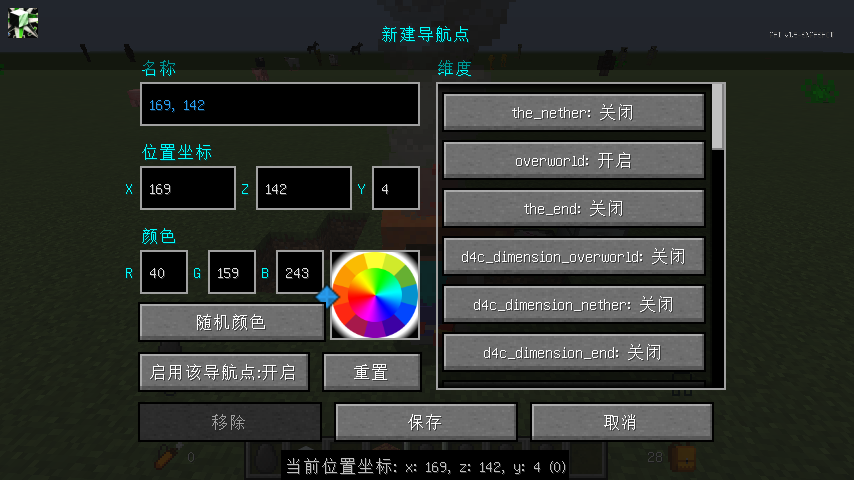 新建导航点
名称
169, 142
位置坐标
X 169 Z 142 Y 4
颜色
R 40 G 159 B 243
随机颜色
启用该导航点:开启
重置
维度
the_nether: 关闭
overworld: 开启
the_end: 关闭
d4c_dimension_overworld: 关闭
d4c_dimension_nether: 关闭
d4c_dimension_end: 关闭
移除
保存
取消
0
28
当前位置坐标: x: 169, z: 142, y: 4 (0)